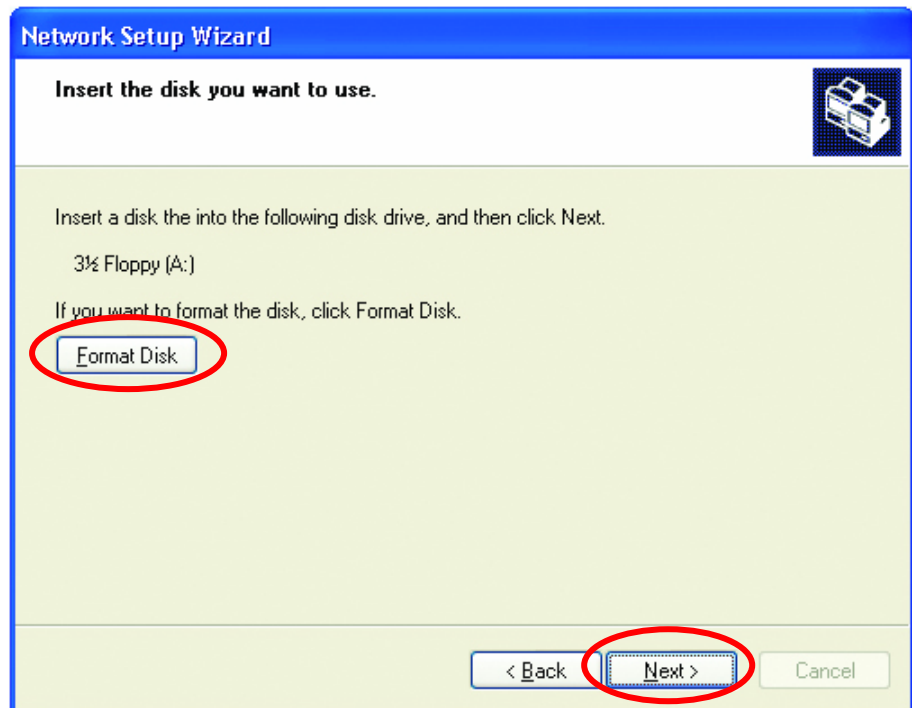 Network Setup Wizard
Insert the disk you want to use.
Insert a disk the into the following disk drive, and then click Next.
3½ Floppy (A:)
If you want to format the disk, click Format Disk.
Format Disk
< Back Next > Cancel